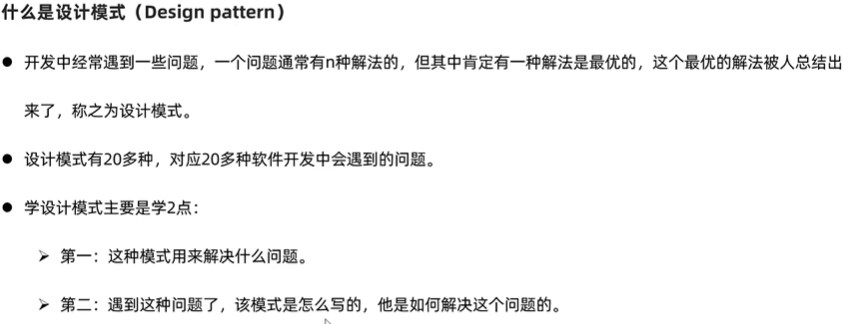 什么是设计模式（Design pattern）
● 开发中经常遇到一些问题，一个问题通常有n种解法的，但其中肯定有一种解法是最优的，这个最优的解法被人总结出
来了，称之为设计模式。
● 设计模式有20多种，对应20多种软件开发中会遇到的问题。
● 学设计模式主要是学2点：
➢ 第一：这种模式用来解决什么问题。
➢ 第二：遇到这种问题了，该模式是怎么写的，他是如何解决这个问题的。